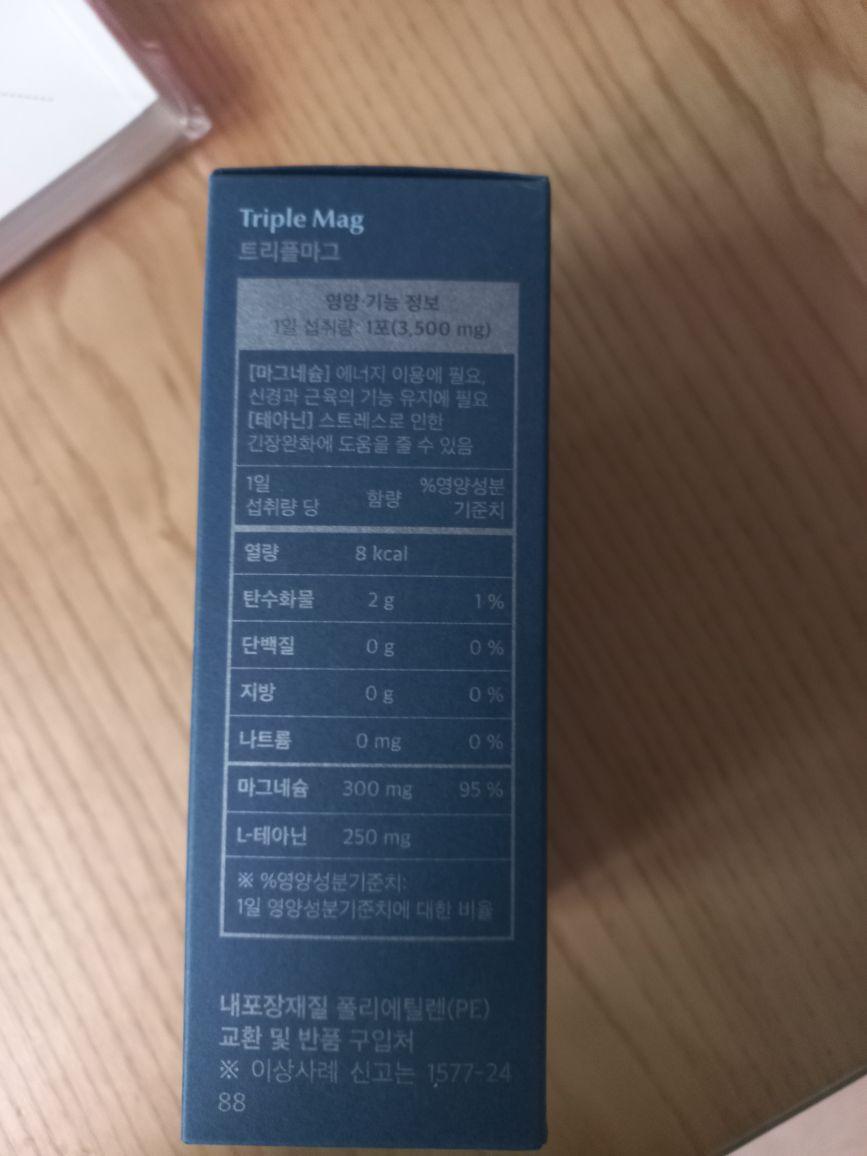 Triple Mag
트리플마그
영양·기능 정보
1일 섭취량: 1포(3,500 mg)
[마그네슘] 에너지 이용에 필요,
신경과 근육의 기능 유지에 필요
[테아닌] 스트레스로 인한
긴장완화에 도움을 줄 수 있음
1일 섭취량 당 함량 %영양성분 기준치
열량 8 kcal
탄수화물 2 g 1 %
단백질 0 g 0 %
지방 0 g 0 %
나트륨 0 mg 0 %
마그네슘 300 mg 95 %
L-테아닌 250 mg
※ %영양성분기준치:
1일 영양성분기준치에 대한 비율
내포장재질 폴리에틸렌(PE)
교환 및 반품 구입처
※ 이상사례 신고는 1577-24
88